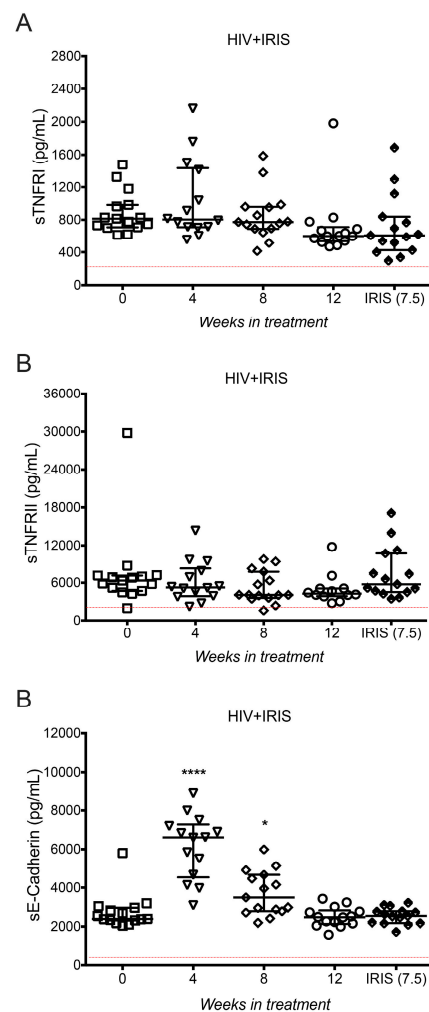 A
HIV+IRIS
sTNFRI (pg/mL)
2800
2400
2000
1600
1200
800
400
0
0 4 8 12 IRIS (7.5)
Weeks in treatment
B
HIV+IRIS
sTNFRII (pg/mL)
36000
30000
24000
18000
12000
6000
0
0 4 8 12 IRIS (7.5)
Weeks in treatment
B
HIV+IRIS
sE-Cadherin (pg/mL)
12000
10000
8000
6000
4000
2000
0
****
*
0 4 8 12 IRIS (7.5)
Weeks in treatment